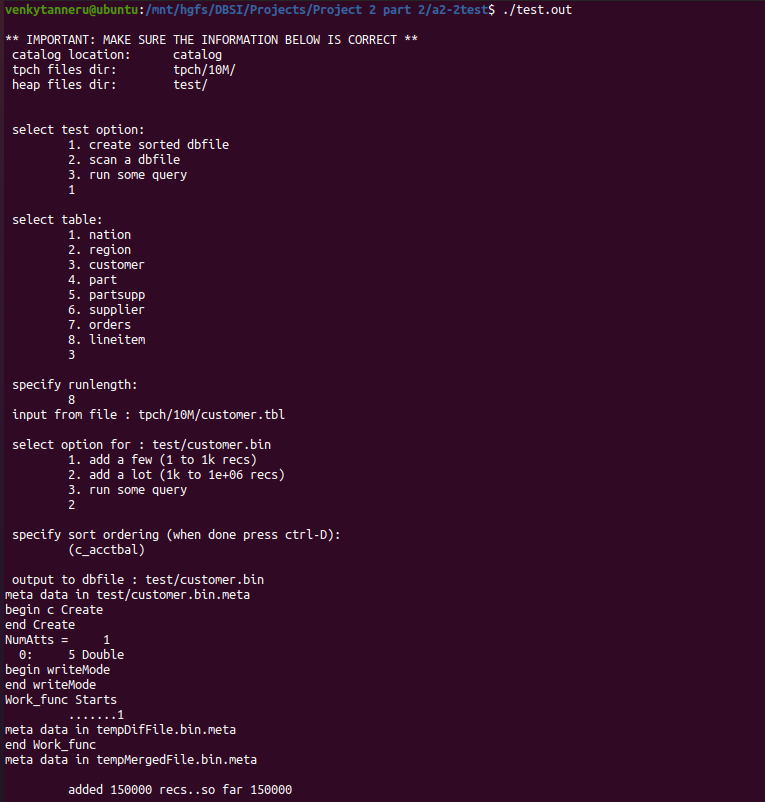 venkytanneru@ubuntu:/mnt/hgfs/DBSI/Projects/Project 2 part 2/a2-2test$ ./test.out
** IMPORTANT: MAKE SURE THE INFORMATION BELOW IS CORRECT **
catalog location: catalog
tpch files dir: tpch/10M/
heap files dir: test/
select test option:
1. create sorted dbfile
2. scan a dbfile
3. run some query
1
select table:
1. nation
2. region
3. customer
4. part
5. partsupp
6. supplier
7. orders
8. lineitem
3
specify runlength:
8
input from file : tpch/10M/customer.tbl
select option for : test/customer.bin
1. add a few (1 to 1k recs)
2. add a lot (1k to 1e+06 recs)
3. run some query
2
specify sort ordering (when done press ctrl-D):
(c_acctbal)
output to dbfile : test/customer.bin
meta data in test/customer.bin.meta
begin c Create
end Create
NumAtts = 1
0: 5 Double
begin writeMode
end writeMode
Work_func Starts
.......1
meta data in tempDifFile.bin.meta
end Work_func
meta data in tempMergedFile.bin.meta
added 150000 recs..so far 150000